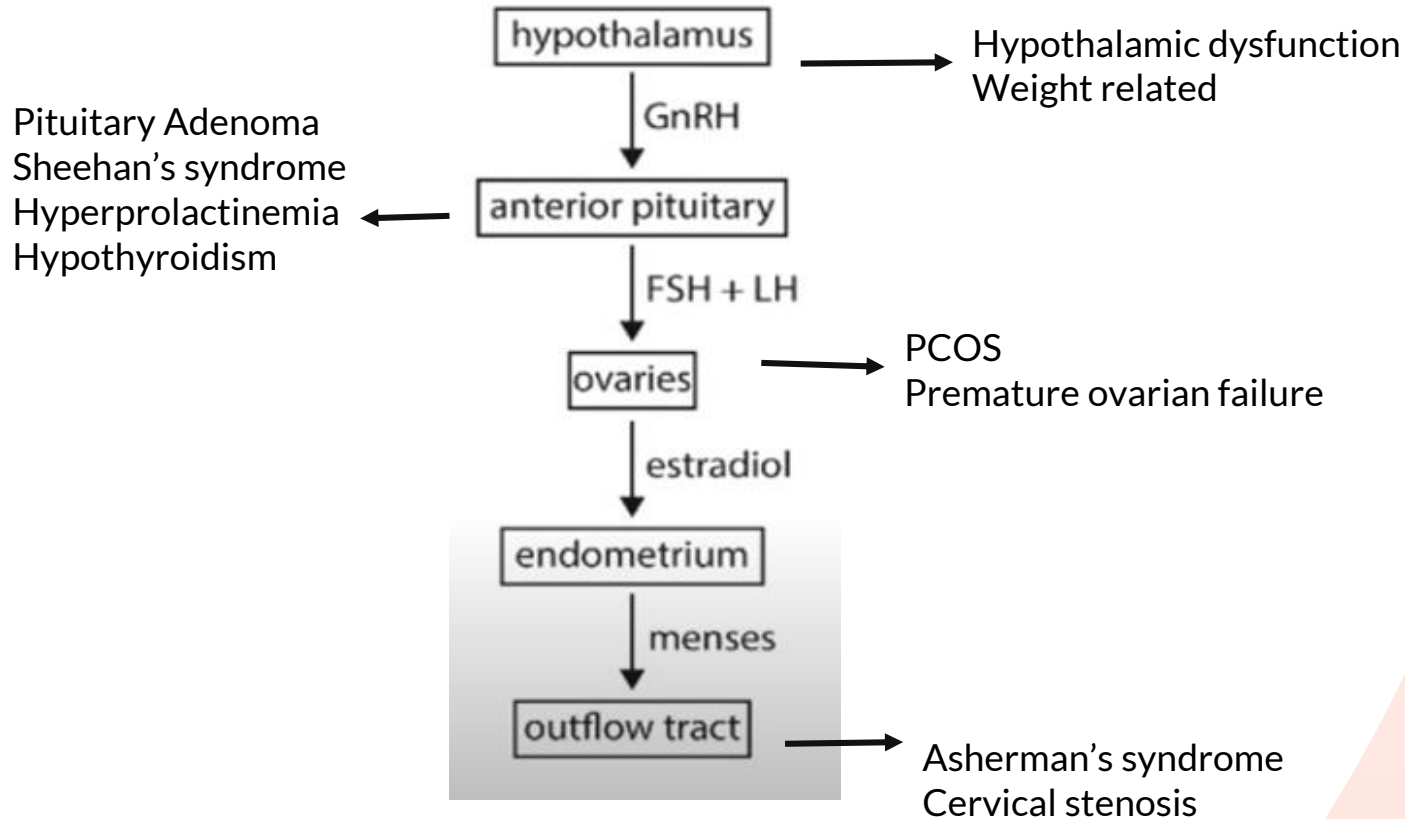 hypothalamus
Hypothalamic dysfunction
Weight related
GnRH
Pituitary Adenoma
Sheehan’s syndrome
Hyperprolactinemia
Hypothyroidism
anterior pituitary
FSH + LH
ovaries
PCOS
Premature ovarian failure
estradiol
endometrium
menses
outflow tract
Asherman’s syndrome
Cervical stenosis